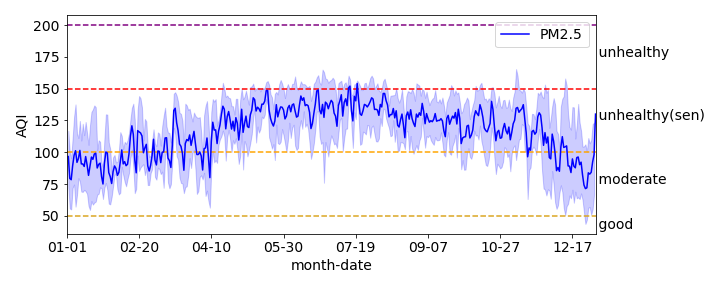 200
175
150
125
100
75
50
AQI
PM2.5
unhealthy
unhealthy(sen)
moderate
good
01-01 02-20 04-10 05-30 07-19 09-07 10-27 12-17
month-date